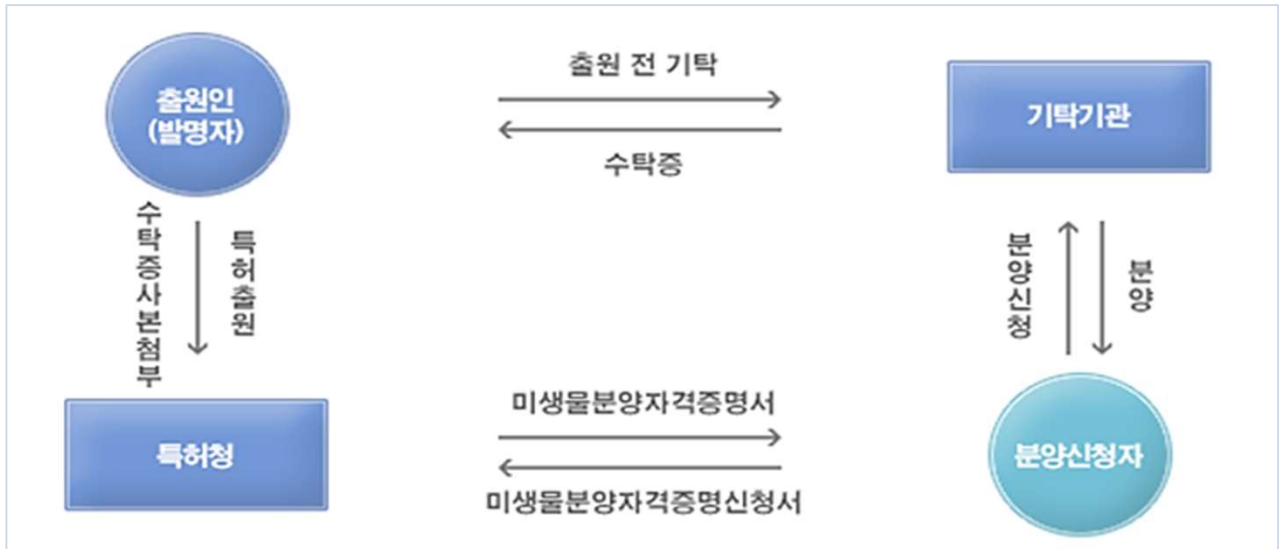 출원인
(발명자)
출원 전 기탁
수탁증
기탁기관
수탁증사본첨부
특허출원
분양신청
분양
특허청
미생물분양자격증명서
미생물분양자격증명신청서
분양신청자